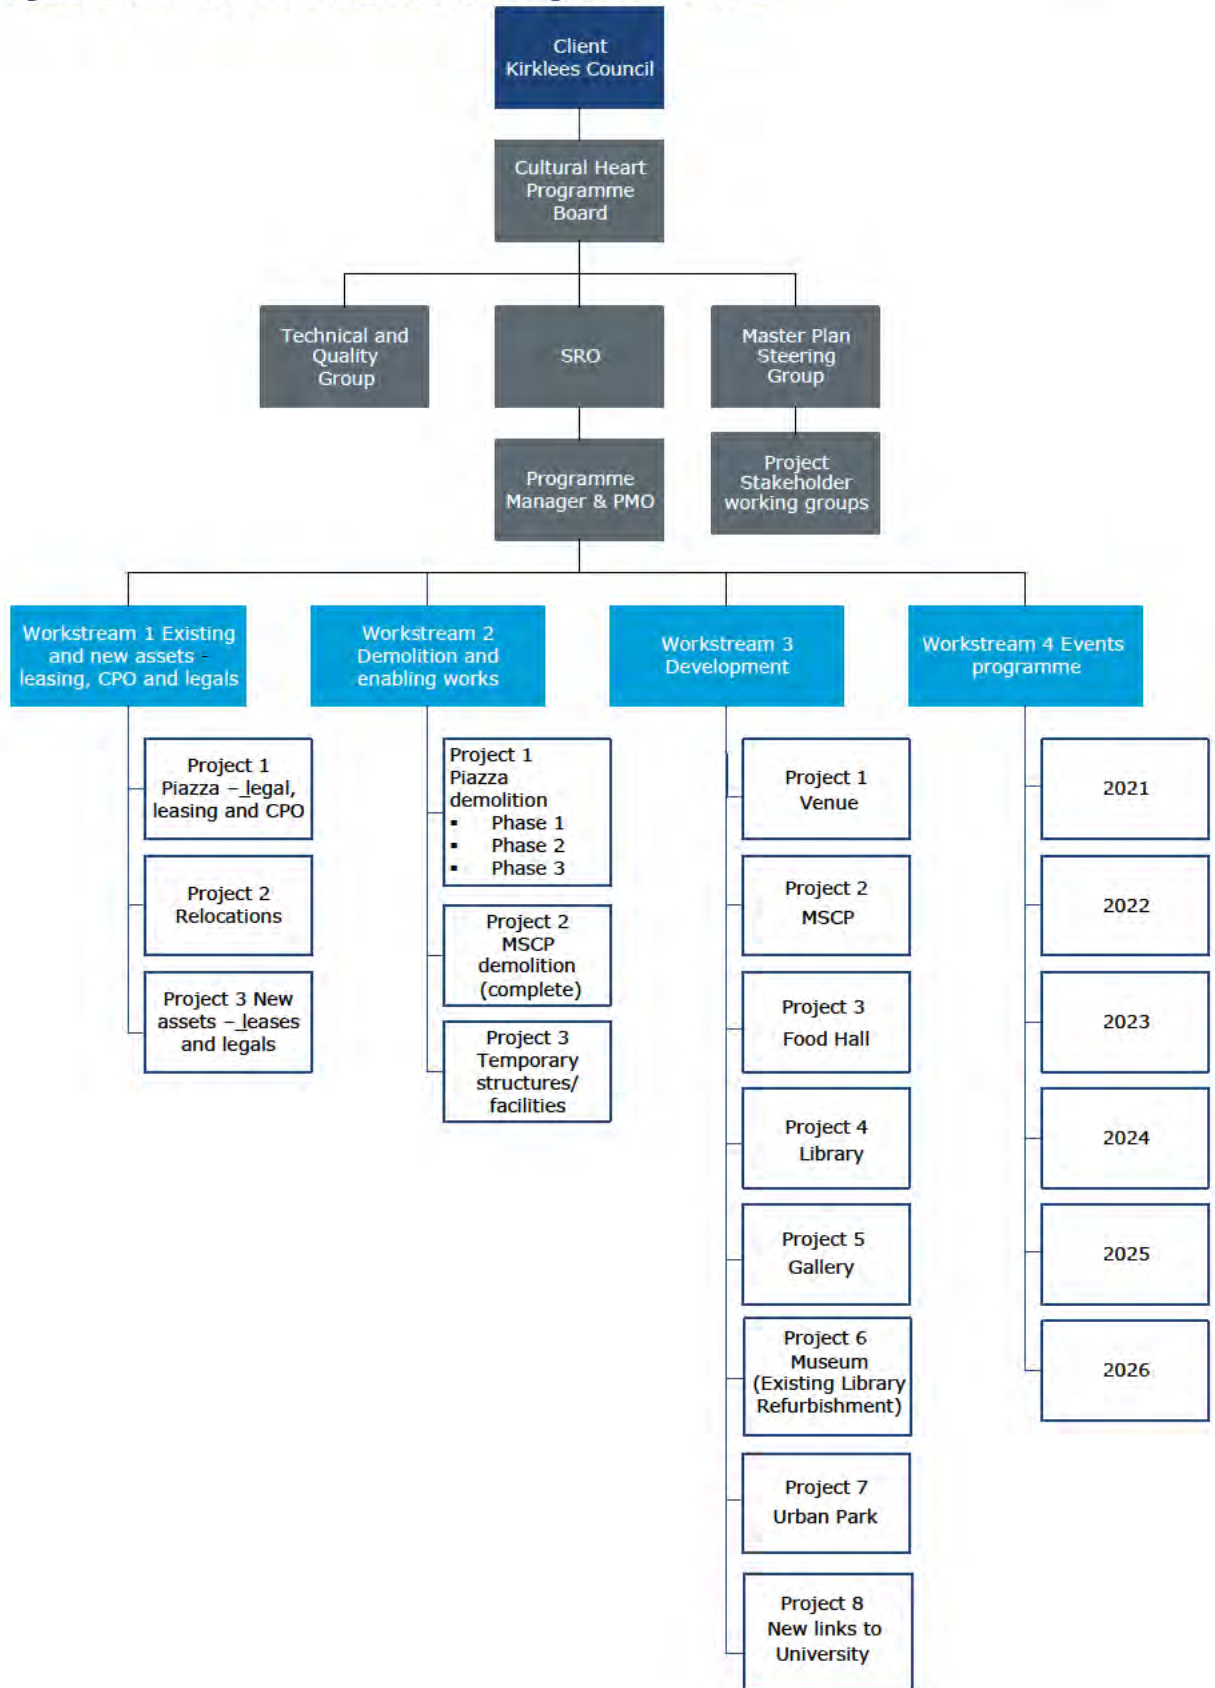 Client
Kirklees Council
Cultural Heart
Programme
Board
Technical and
Quality
Group
SRO
Master Plan
Steering
Group
Programme
Manager & PMO
Project
Stakeholder
working groups
Workstream 1 Existing
and new assets -
leasing, CPO and legals
Workstream 2
Demolition and
enabling works
Workstream 3
Development
Workstream 4 Events
programme
Project 1
Piazza – legal,
leasing and CPO
Project 2
Relocations
Project 3 New
assets – leases
and legals
Project 1
Piazza
demolition
▪ Phase 1
▪ Phase 2
▪ Phase 3
Project 2
MSCP
demolition
(complete)
Project 3
Temporary
structures/
facilities
Project 1
Venue
Project 2
MSCP
Project 3
Food Hall
Project 4
Library
Project 5
Gallery
Project 6
Museum
(Existing Library
Refurbishment)
Project 7
Urban Park
Project 8
New links to
University
2021
2022
2023
2024
2025
2026